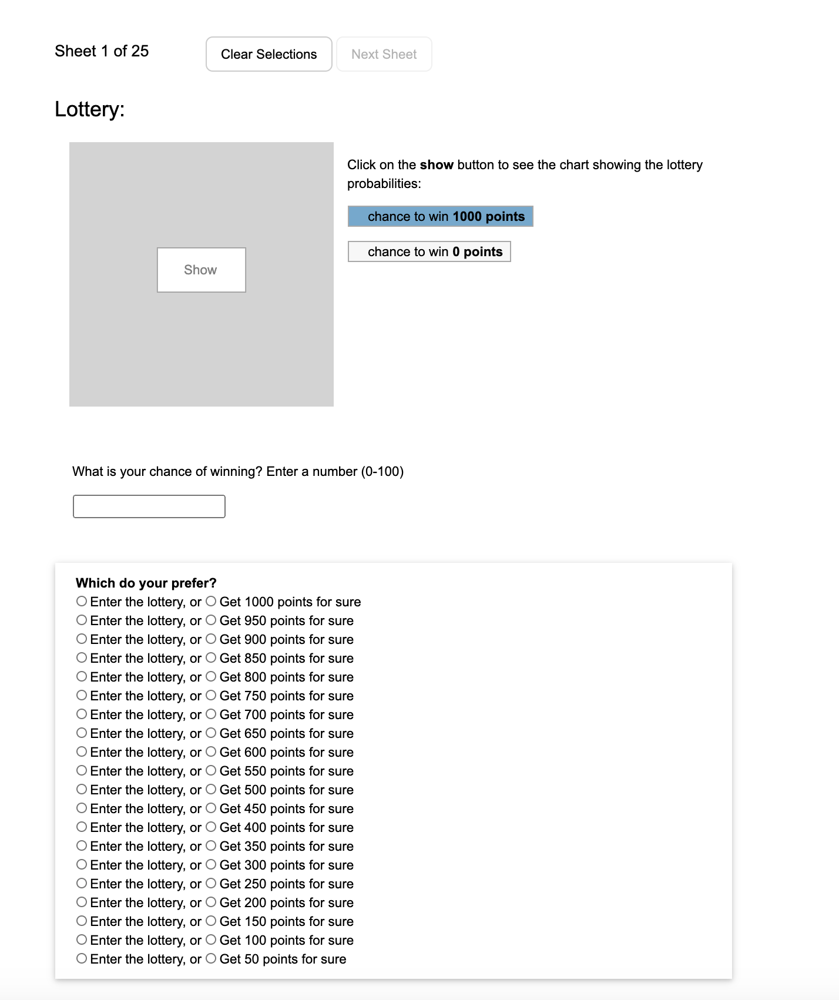 Sheet 1 of 25
Clear Selections
Next Sheet
Lottery:
Show
Click on the show button to see the chart showing the lottery
probabilities:
chance to win 1000 points
chance to win 0 points
What is your chance of winning? Enter a number (0-100)
Which do your prefer?
Enter the lottery, or Get 1000 points for sure
Enter the lottery, or Get 950 points for sure
Enter the lottery, or Get 900 points for sure
Enter the lottery, or Get 850 points for sure
Enter the lottery, or Get 800 points for sure
Enter the lottery, or Get 750 points for sure
Enter the lottery, or Get 700 points for sure
Enter the lottery, or Get 650 points for sure
Enter the lottery, or Get 600 points for sure
Enter the lottery, or Get 550 points for sure
Enter the lottery, or Get 500 points for sure
Enter the lottery, or Get 450 points for sure
Enter the lottery, or Get 400 points for sure
Enter the lottery, or Get 350 points for sure
Enter the lottery, or Get 300 points for sure
Enter the lottery, or Get 250 points for sure
Enter the lottery, or Get 200 points for sure
Enter the lottery, or Get 150 points for sure
Enter the lottery, or Get 100 points for sure
Enter the lottery, or Get 50 points for sure